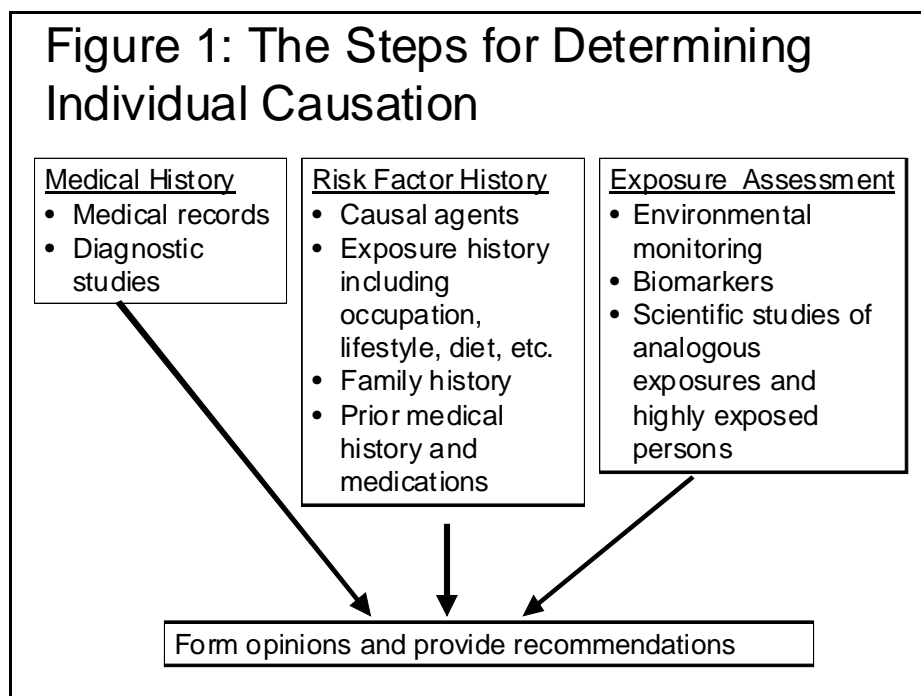 Figure 1: The Steps for Determining
Individual Causation
Medical History
• Medical records
• Diagnostic
studies
Risk Factor History
• Causal agents
• Exposure history
including
occupation,
lifestyle, diet, etc.
• Family history
• Prior medical
history and
medications
Exposure Assessment
• Environmental
monitoring
• Biomarkers
• Scientific studies of
analogous
exposures and
highly exposed
persons
Form opinions and provide recommendations